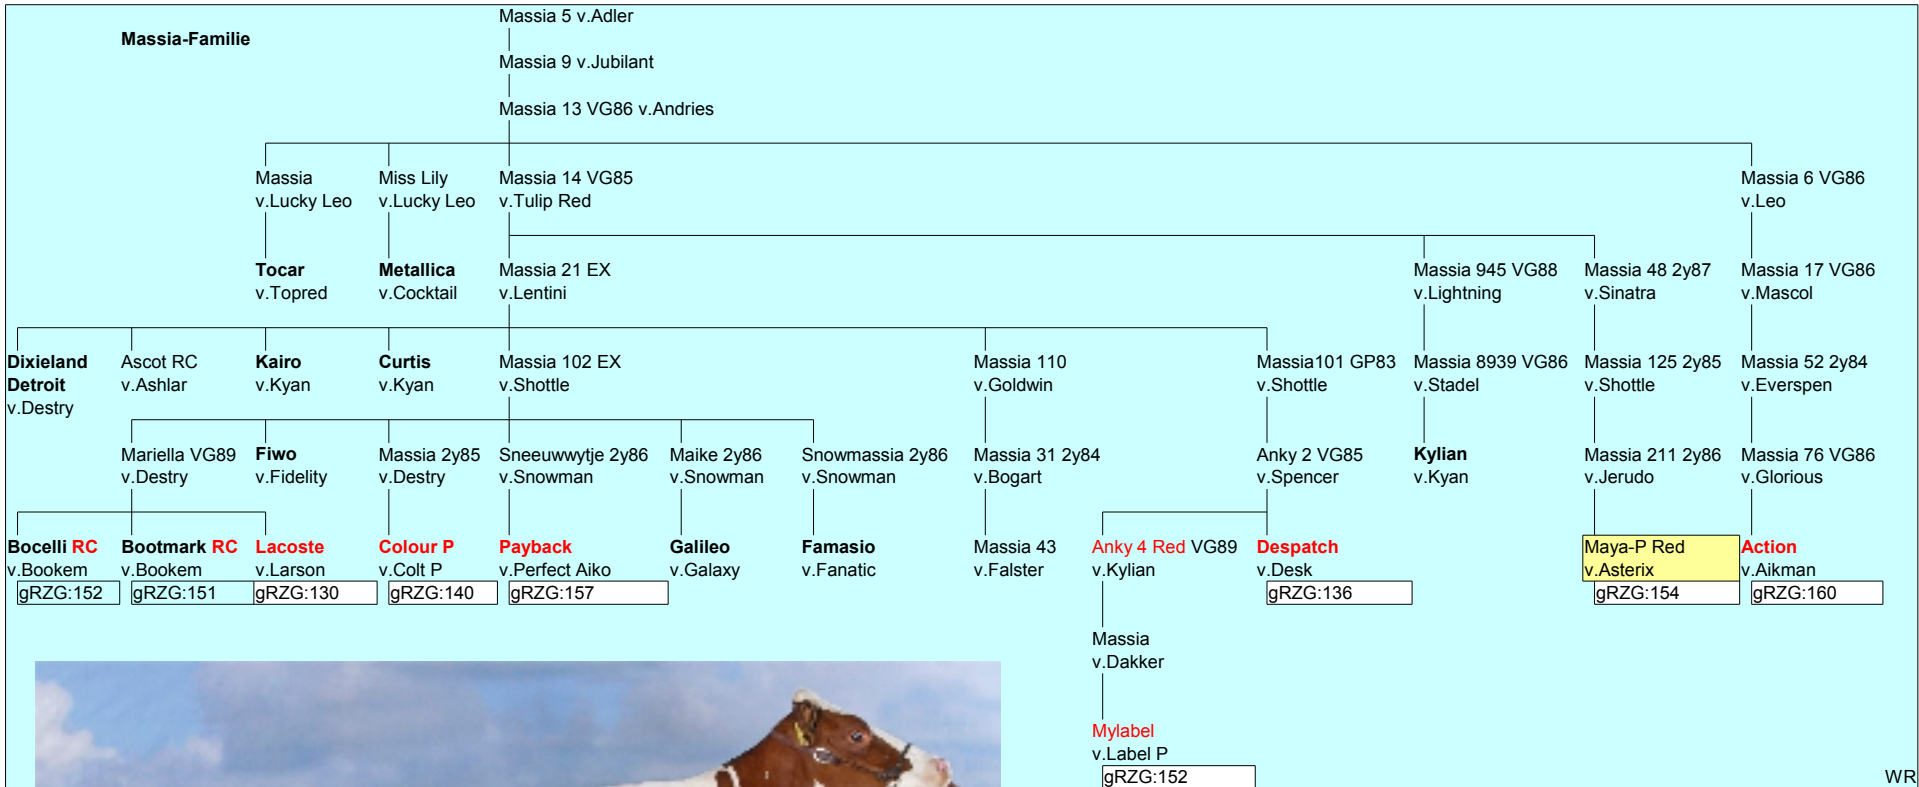 Massia 5 v.Adler
Massia-Familie
Massia 9 v.Jubilant
Massia 13 VG86 v.Andries
Massia Miss Lily Massia 14 VG85 Massia 6 VG86
v.Lucky Leo v.Lucky Leo v.Tulip Red v.Leo
Tocar Metallica Massia 21 EX Massia 945 VG88 Massia 48 2y87 Massia 17 VG86
v.Topred v.Cocktail v.Lentini v.Lightning v.Sinatra v.Mascol
Dixieland Ascot RC Kairo Curtis Massia 102 EX Massia 110 Massia101 GP83 Massia 8939 VG86 Massia 125 2y85 Massia 52 2y84
Detroit v.Ashlar v.Kyan v.Kyan v.Shottle v.Goldwin v.Shottle v.Stadel v.Shottle v.Everspen
v.Destry
Mariella VG89 Fiwo Massia 2y85 Sneeuwwytje 2y86 Maike 2y86 Snowmassia 2y86 Massia 31 2y84 Anky 2 VG85 Kylian Massia 211 2y86 Massia 76 VG86
v.Destry v.Fidelity v.Destry v.Snowman v.Snowman v.Snowman v.Bogart v.Spencer v.Kyan v.Jerudo v.Glorious
Bocelli RC Bootmark RC Lacoste Colour P Payback Galileo Famasio Massia 43 Anky 4 Red VG89 Despatch Maya-P Red Action
v.Bookem v.Bookem v.Larson v.Colt P v.Perfect Aiko v.Galaxy v.Fanatic v.Falster v.Kylian v.Desk v.Asterix v.Aikman
gRZG:152 gRZG:151 gRZG:130 gRZG:140 gRZG:157 gRZG:136 gRZG:154 gRZG:160
Massia
v.Dakker
Mylabel
v.Label P
gRZG:152 WR